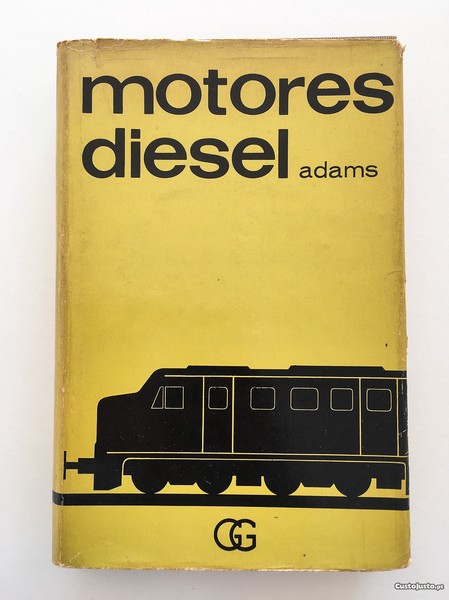 motores
diesel adams
GG
CustoJusto.pt